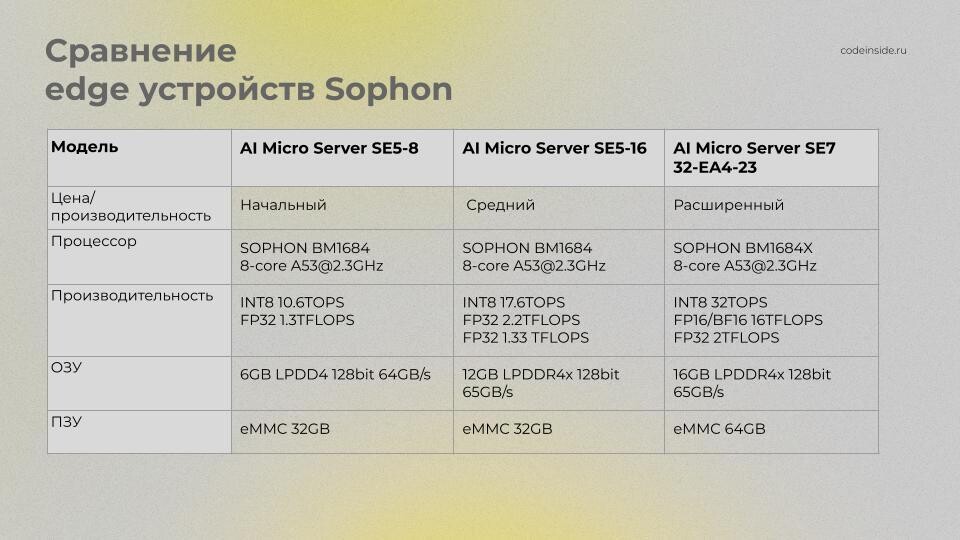 Сравнение
edge устройств Sophon
codeinside.ru
Модель
AI Micro Server SE5-8
AI Micro Server SE5-16
AI Micro Server SE7
32-EA4-23
Цена/
производительность
Начальный
Средний
Расширенный
Процессор
SOPHON BM1684
8-core A53@2.3GHz
SOPHON BM1684
8-core A53@2.3GHz
SOPHON BM1684X
8-core A53@2.3GHz
Производительность
INT8 10.6TOPS
FP32 1.3TFLOPS
INT8 17.6TOPS
FP32 2.2TFLOPS
FP32 1.33 TFLOPS
INT8 32TOPS
FP16/BF16 16TFLOPS
FP32 2TFLOPS
ОЗУ
6GB LPDD4 128bit 64GB/s
12GB LPDDR4x 128bit
65GB/s
16GB LPDDR4x 128bit
65GB/s
ПЗУ
eMMC 32GB
eMMC 32GB
eMMC 64GB